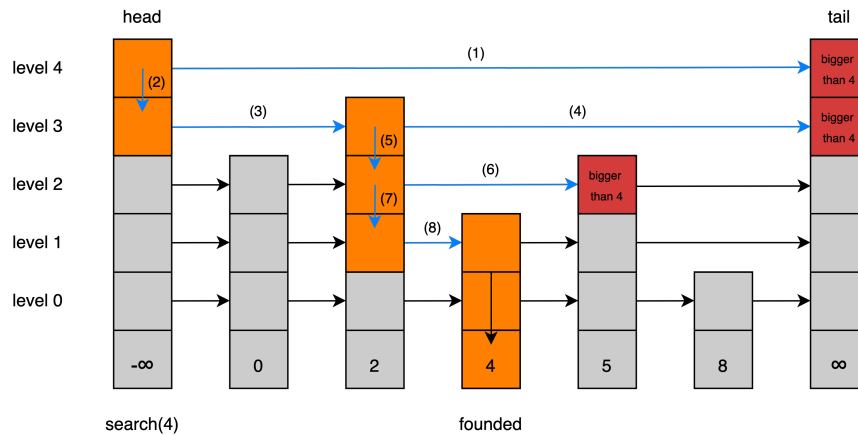 head
tail
level 4
(1)
bigger
than 4
(2)
level 3
(3)
(4)
bigger
than 4
(5)
level 2
(6)
bigger
than 4
(7)
level 1
(8)
level 0
-∞
0
2
4
5
8
∞
search(4)
founded